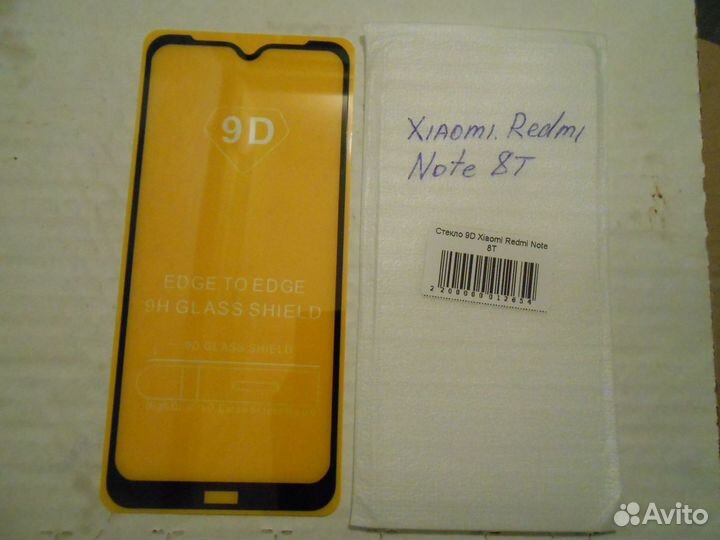 9D
EDGE TO EDGE
9H GLASS SHIELD
9D GLASS SHIELD
XIAOMI. Redmi
Note 8T
Стекло 9D Xiaomi Redmi Note
8T
2200000012654
Avito